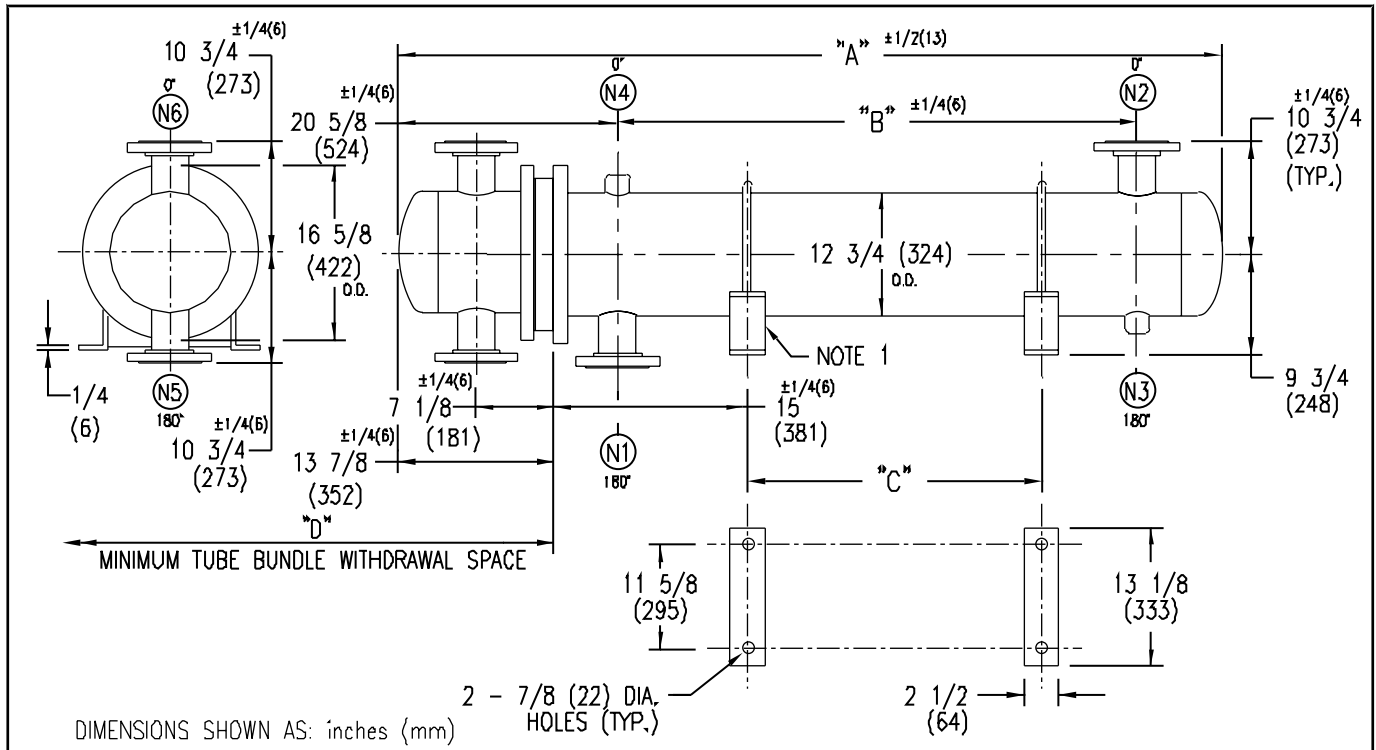 ±1/4(6)
10 3/4
(273)
0°
N6
±1/4(6)
20 5/8
(524)
"A" ±1/2(13)
0°
N4
"B" ±1/4(6)
0°
N2
±1/4(6)
10 3/4
(273)
(TYP.)
16 5/8
(422)
O.D.
12 3/4 (324)
O.D.
NOTE 1
1/4
(6)
N5
180°
±1/4(6)
10 3/4
(273)
±1/4(6)
7 1/8
(181)
±1/4(6)
15
(381)
9 3/4
(248)
N3
180°
±1/4(6)
13 7/8
(352)
N1
180°
"C"
"D"
MINIMUM TUBE BUNDLE WITHDRAWAL SPACE
11 5/8
(295)
13 1/8
(333)
2 - 7/8 (22) DIA.
HOLES (TYP.)
2 1/2
(64)
DIMENSIONS SHOWN AS: inches (mm)